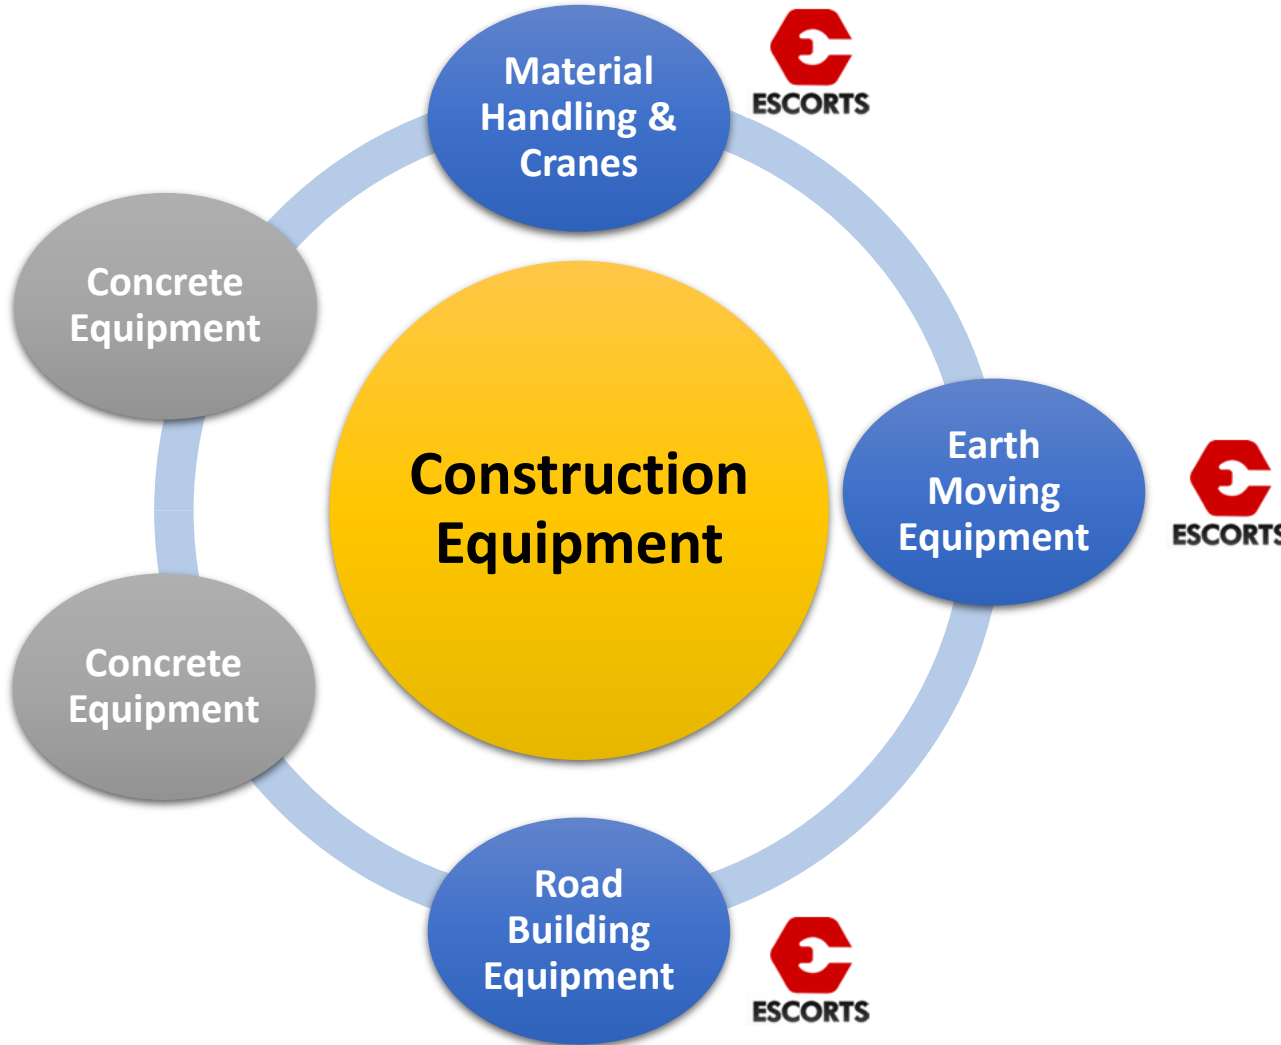 Material
Handling &
Cranes
ESCORTS
Concrete
Equipment
Construction
Equipment
Earth
Moving
Equipment
ESCORTS
Concrete
Equipment
Road
Building
Equipment
ESCORTS